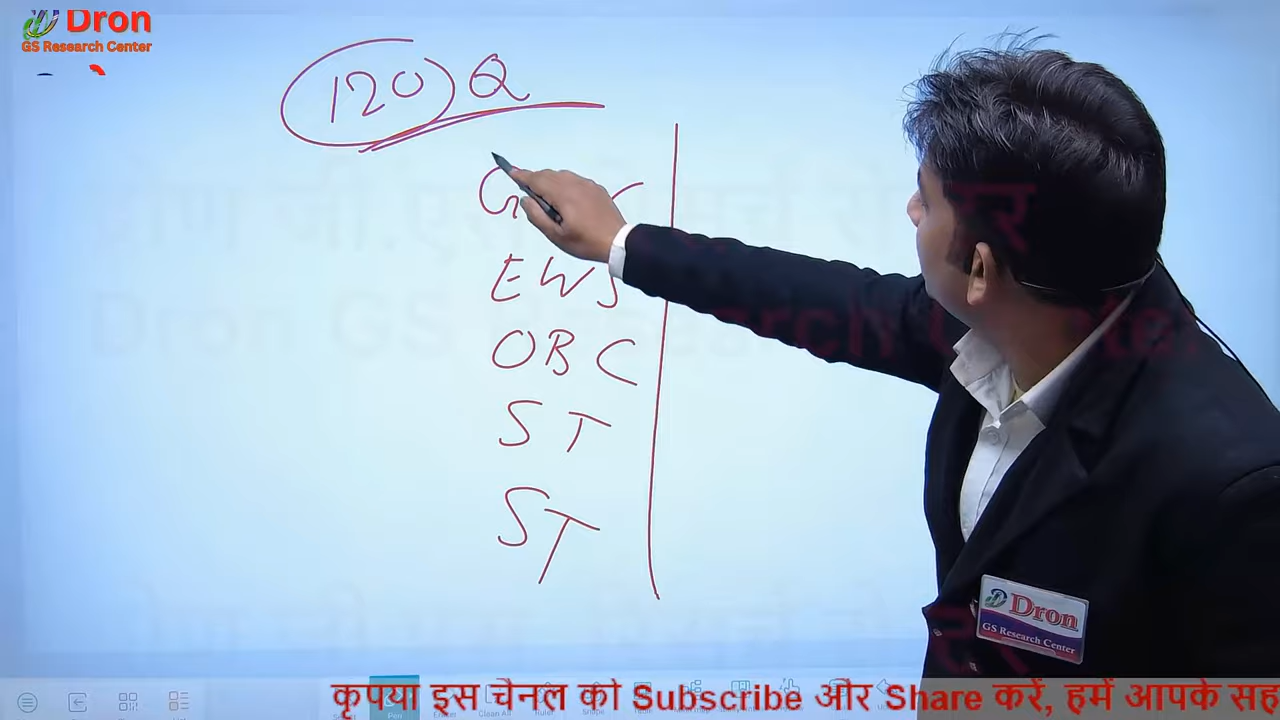 Dron
GS Research Center
120 Q
G
EWS
OBC
ST
ST
Dron
GS Research Center
कृपया इस चैनल को Subscribe और Share करें, हमें आपके सह